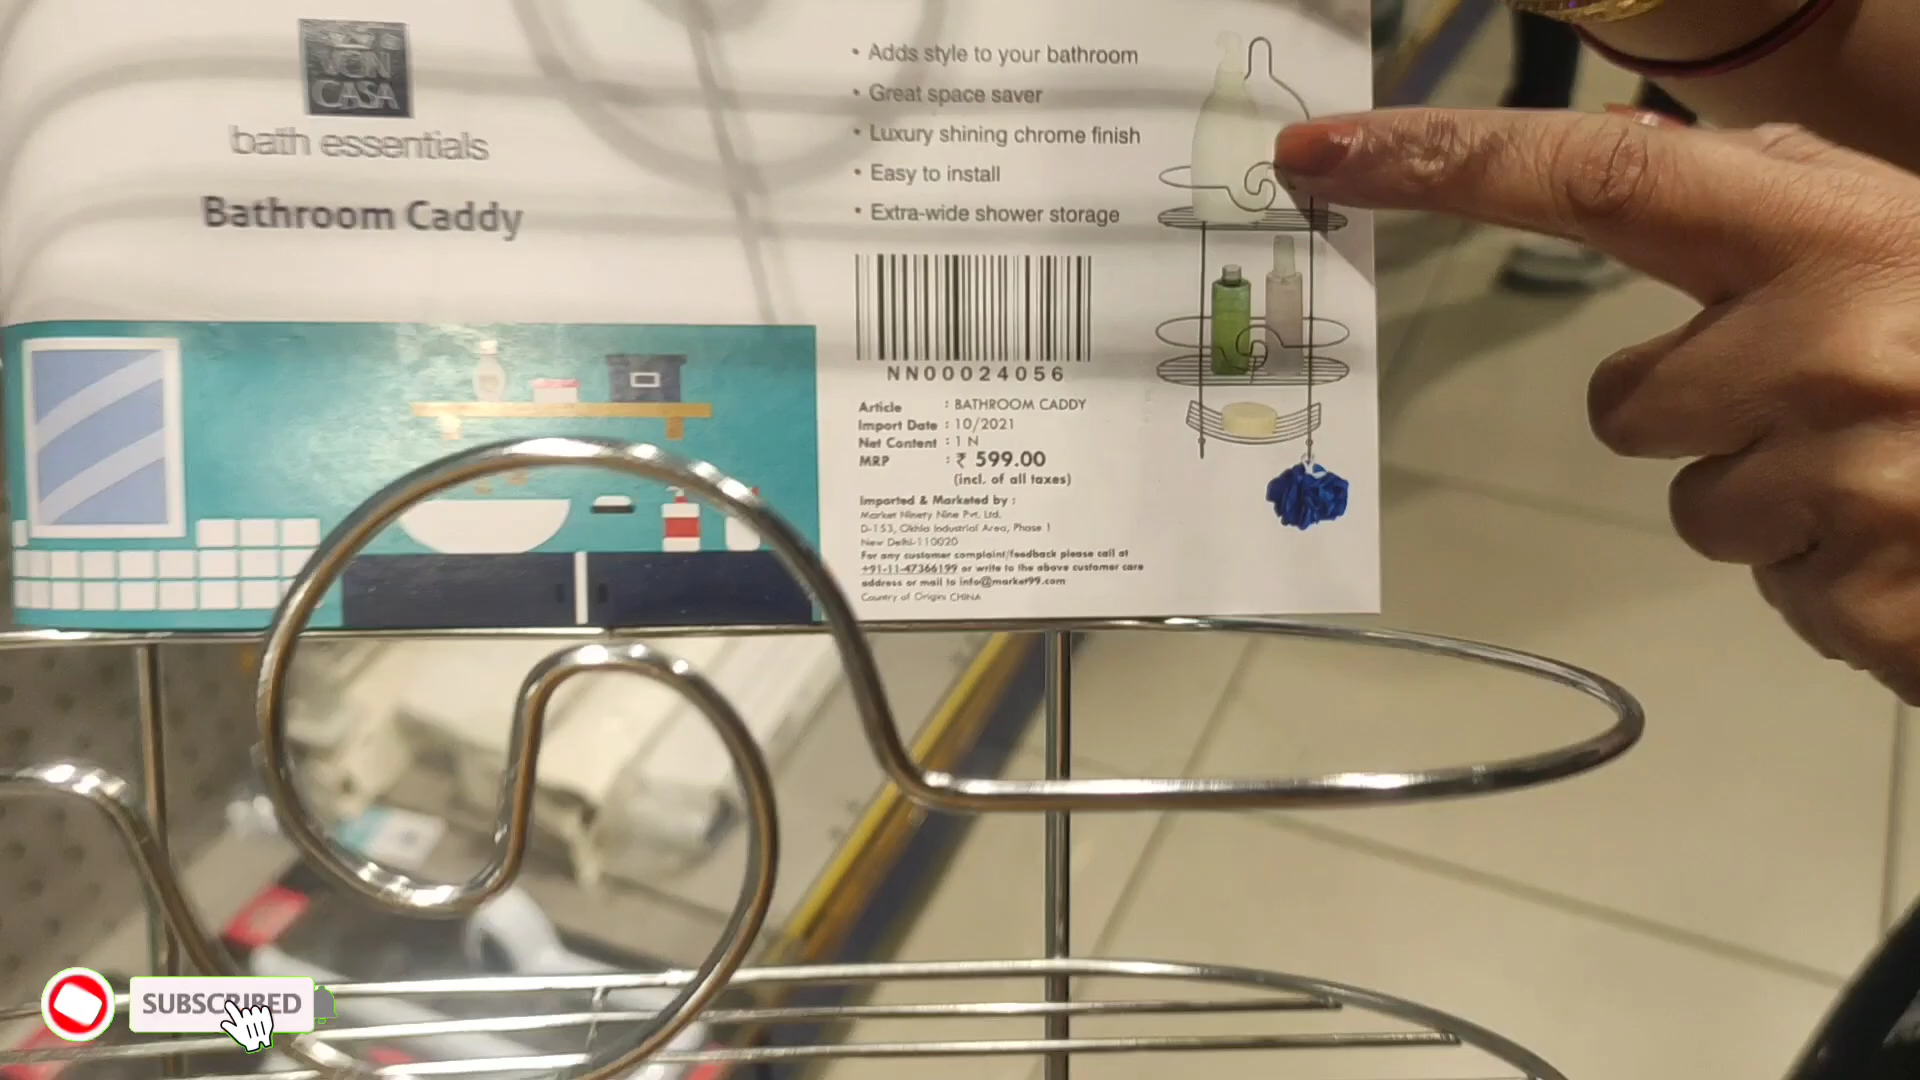 VON
CASA
bath essentials
Bathroom Caddy
• Adds style to your bathroom
• Great space saver
• Luxury shining chrome finish
• Easy to install
• Extra-wide shower storage
NN00024056
Article : BATHROOM CADDY
Import Date : 10/2021
Net Content : 1 N
MRP : ₹ 599.00
(incl. of all taxes)
Imported & Marketed by :
Market Ninety Nine Pvt. Ltd.
D-153, Okhla Industrial Area, Phase 1
New Delhi-110020
For any customer complaint/feedback please call at
+91-11-47366199 or write to the above customer care
address or mail to info@market99.com
Country of Origin: CHINA
SUBSCRIBED